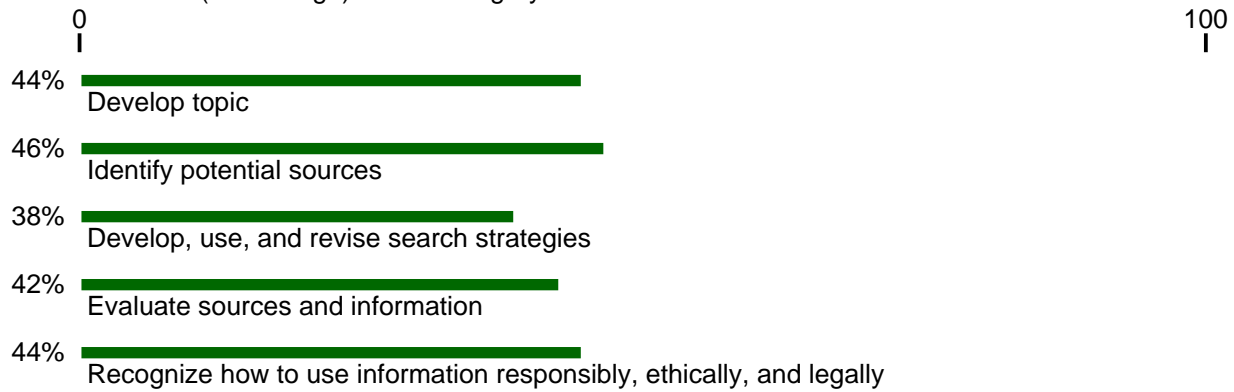 0 100
44%
Develop topic
46%
Identify potential sources
38%
Develop, use, and revise search strategies
42%
Evaluate sources and information
44%
Recognize how to use information responsibly, ethically, and legally